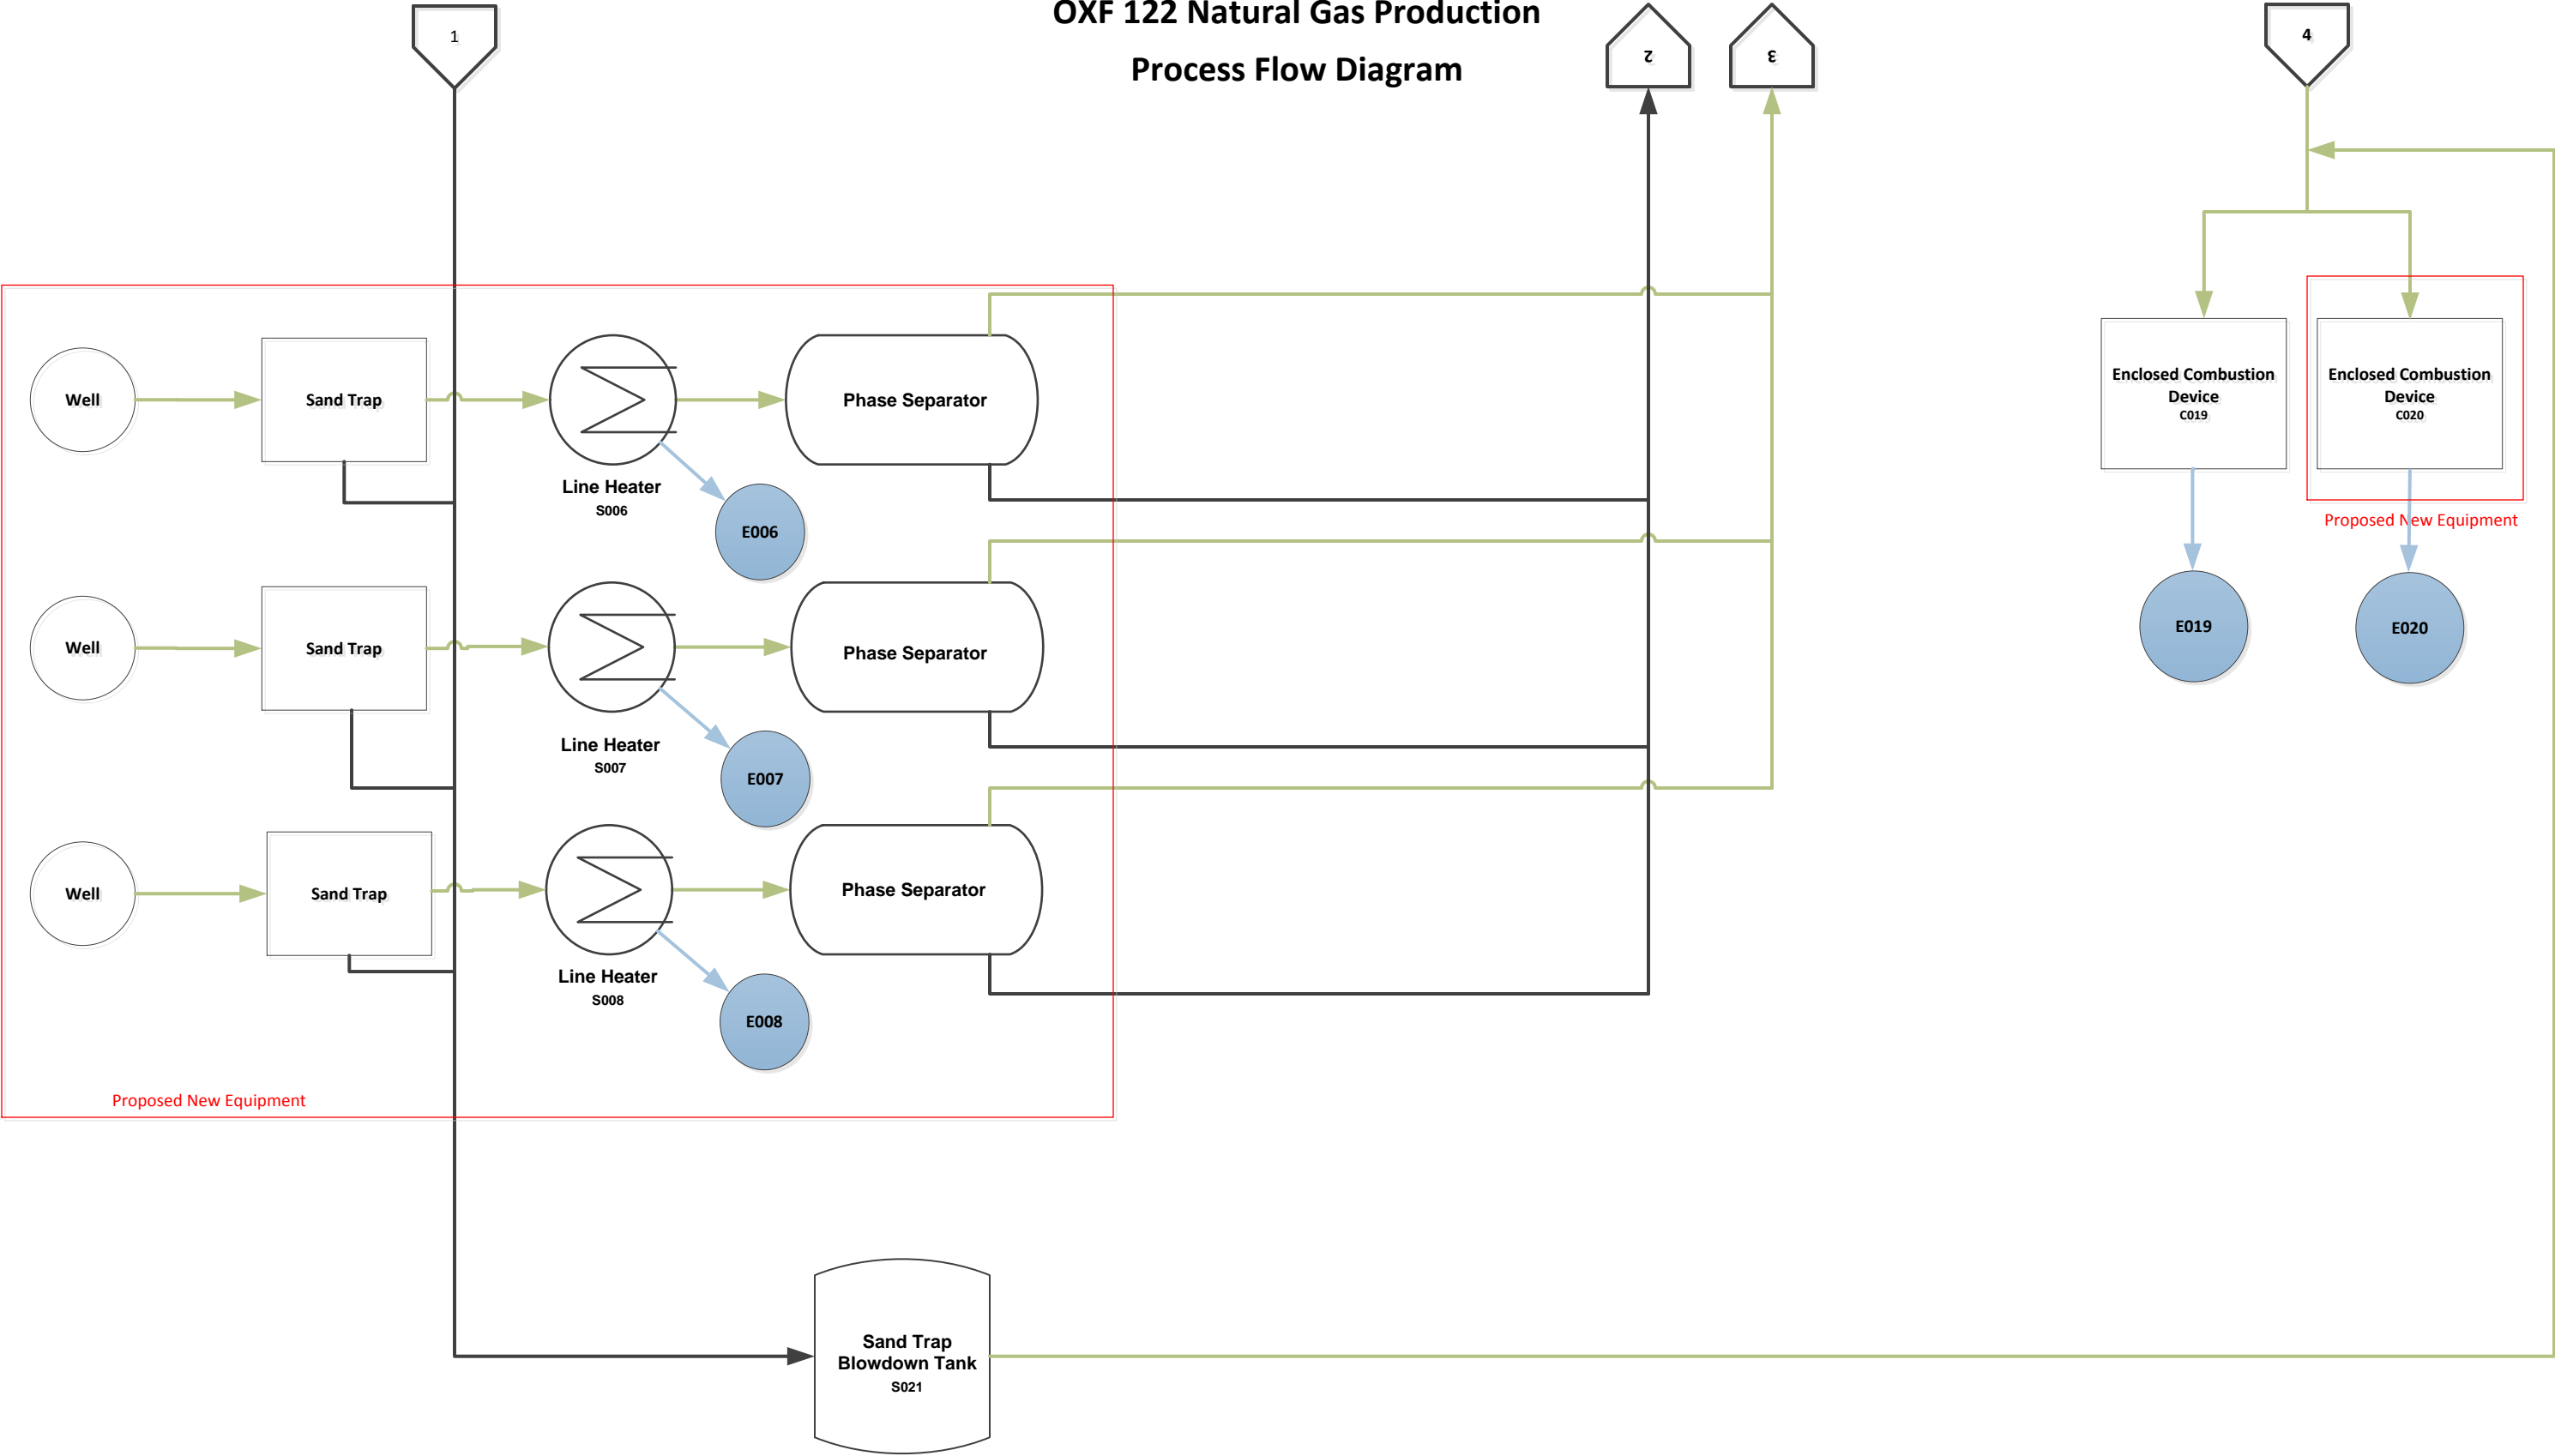 OXF 122 Natural Gas Production
Process Flow Diagram
1
2
3
4
Well
Sand Trap
Line Heater
S006
Phase Separator
E006
Well
Sand Trap
Line Heater
S007
Phase Separator
E007
Well
Sand Trap
Line Heater
S008
Phase Separator
E008
Proposed New Equipment
Enclosed Combustion
Device
C019
Enclosed Combustion
Device
C020
Proposed New Equipment
E019
E020
Sand Trap
Blowdown Tank
S021